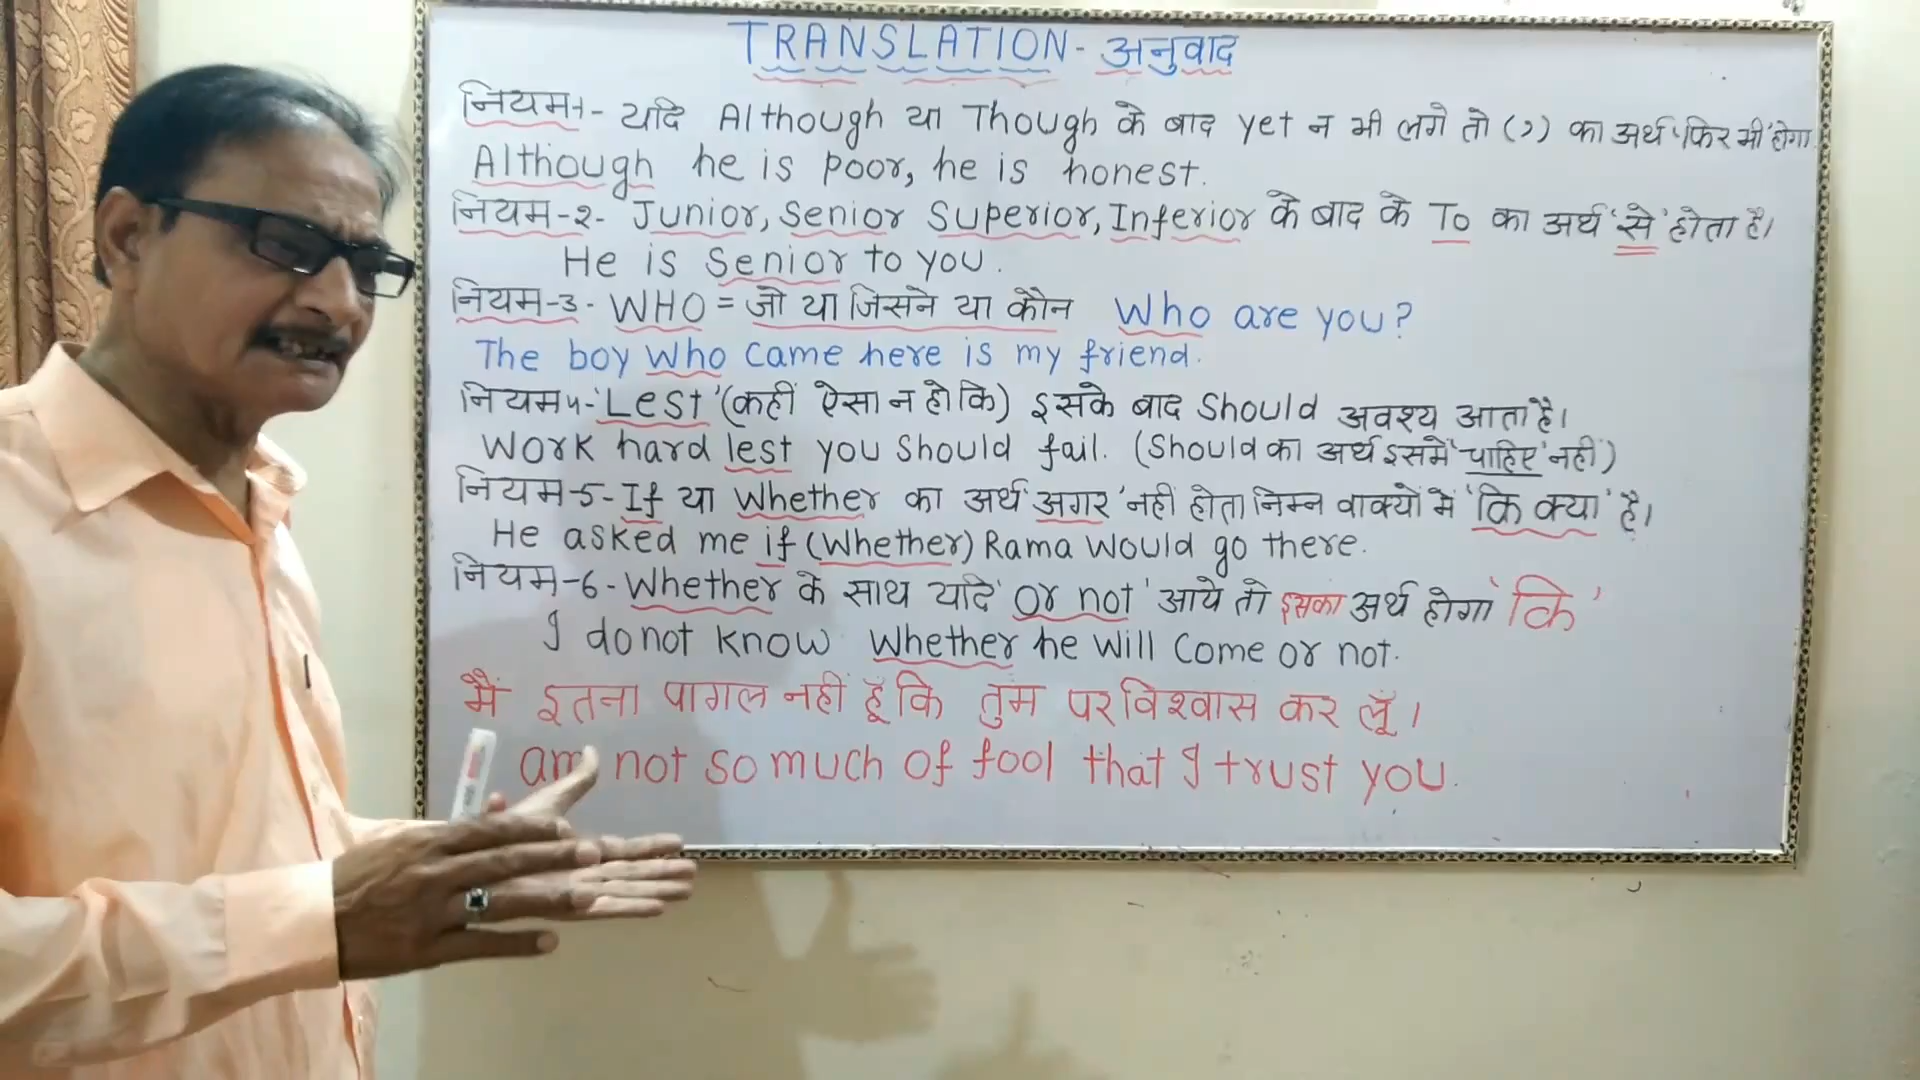 TRANSLATION - अनुवाद
नियम1- यदि Although या Though के बाद yet न भी लगे तो (,) का अर्थ 'फिर भी' होगा
Although he is poor, he is honest.
नियम-2- Junior, Senior Superior, Inferior के बाद के To का अर्थ 'से' होता है।
He is Senior to you.
नियम-3- WHO = जो या जिसने या कौन Who are you?
The boy who came here is my friend.
नियम4-'Lest' (कहीं ऐसा न हो कि) इसके बाद Should अवश्य आता है।
Work hard lest you should fail. (Should का अर्थ इसमें 'चाहिए' नहीं)
नियम-5- If या Whether का अर्थ 'अगर' नहीं होता निम्न वाक्यों में 'कि क्या' है।
He asked me if (whether) Rama would go there.
नियम-6- Whether के साथ यदि 'or not' आये तो इसका अर्थ होगा 'कि'
I do not know whether he will come or not.
मैं इतना पागल नहीं हूँ कि तुम पर विश्वास कर लूँ।
am not so much of fool that I trust you.